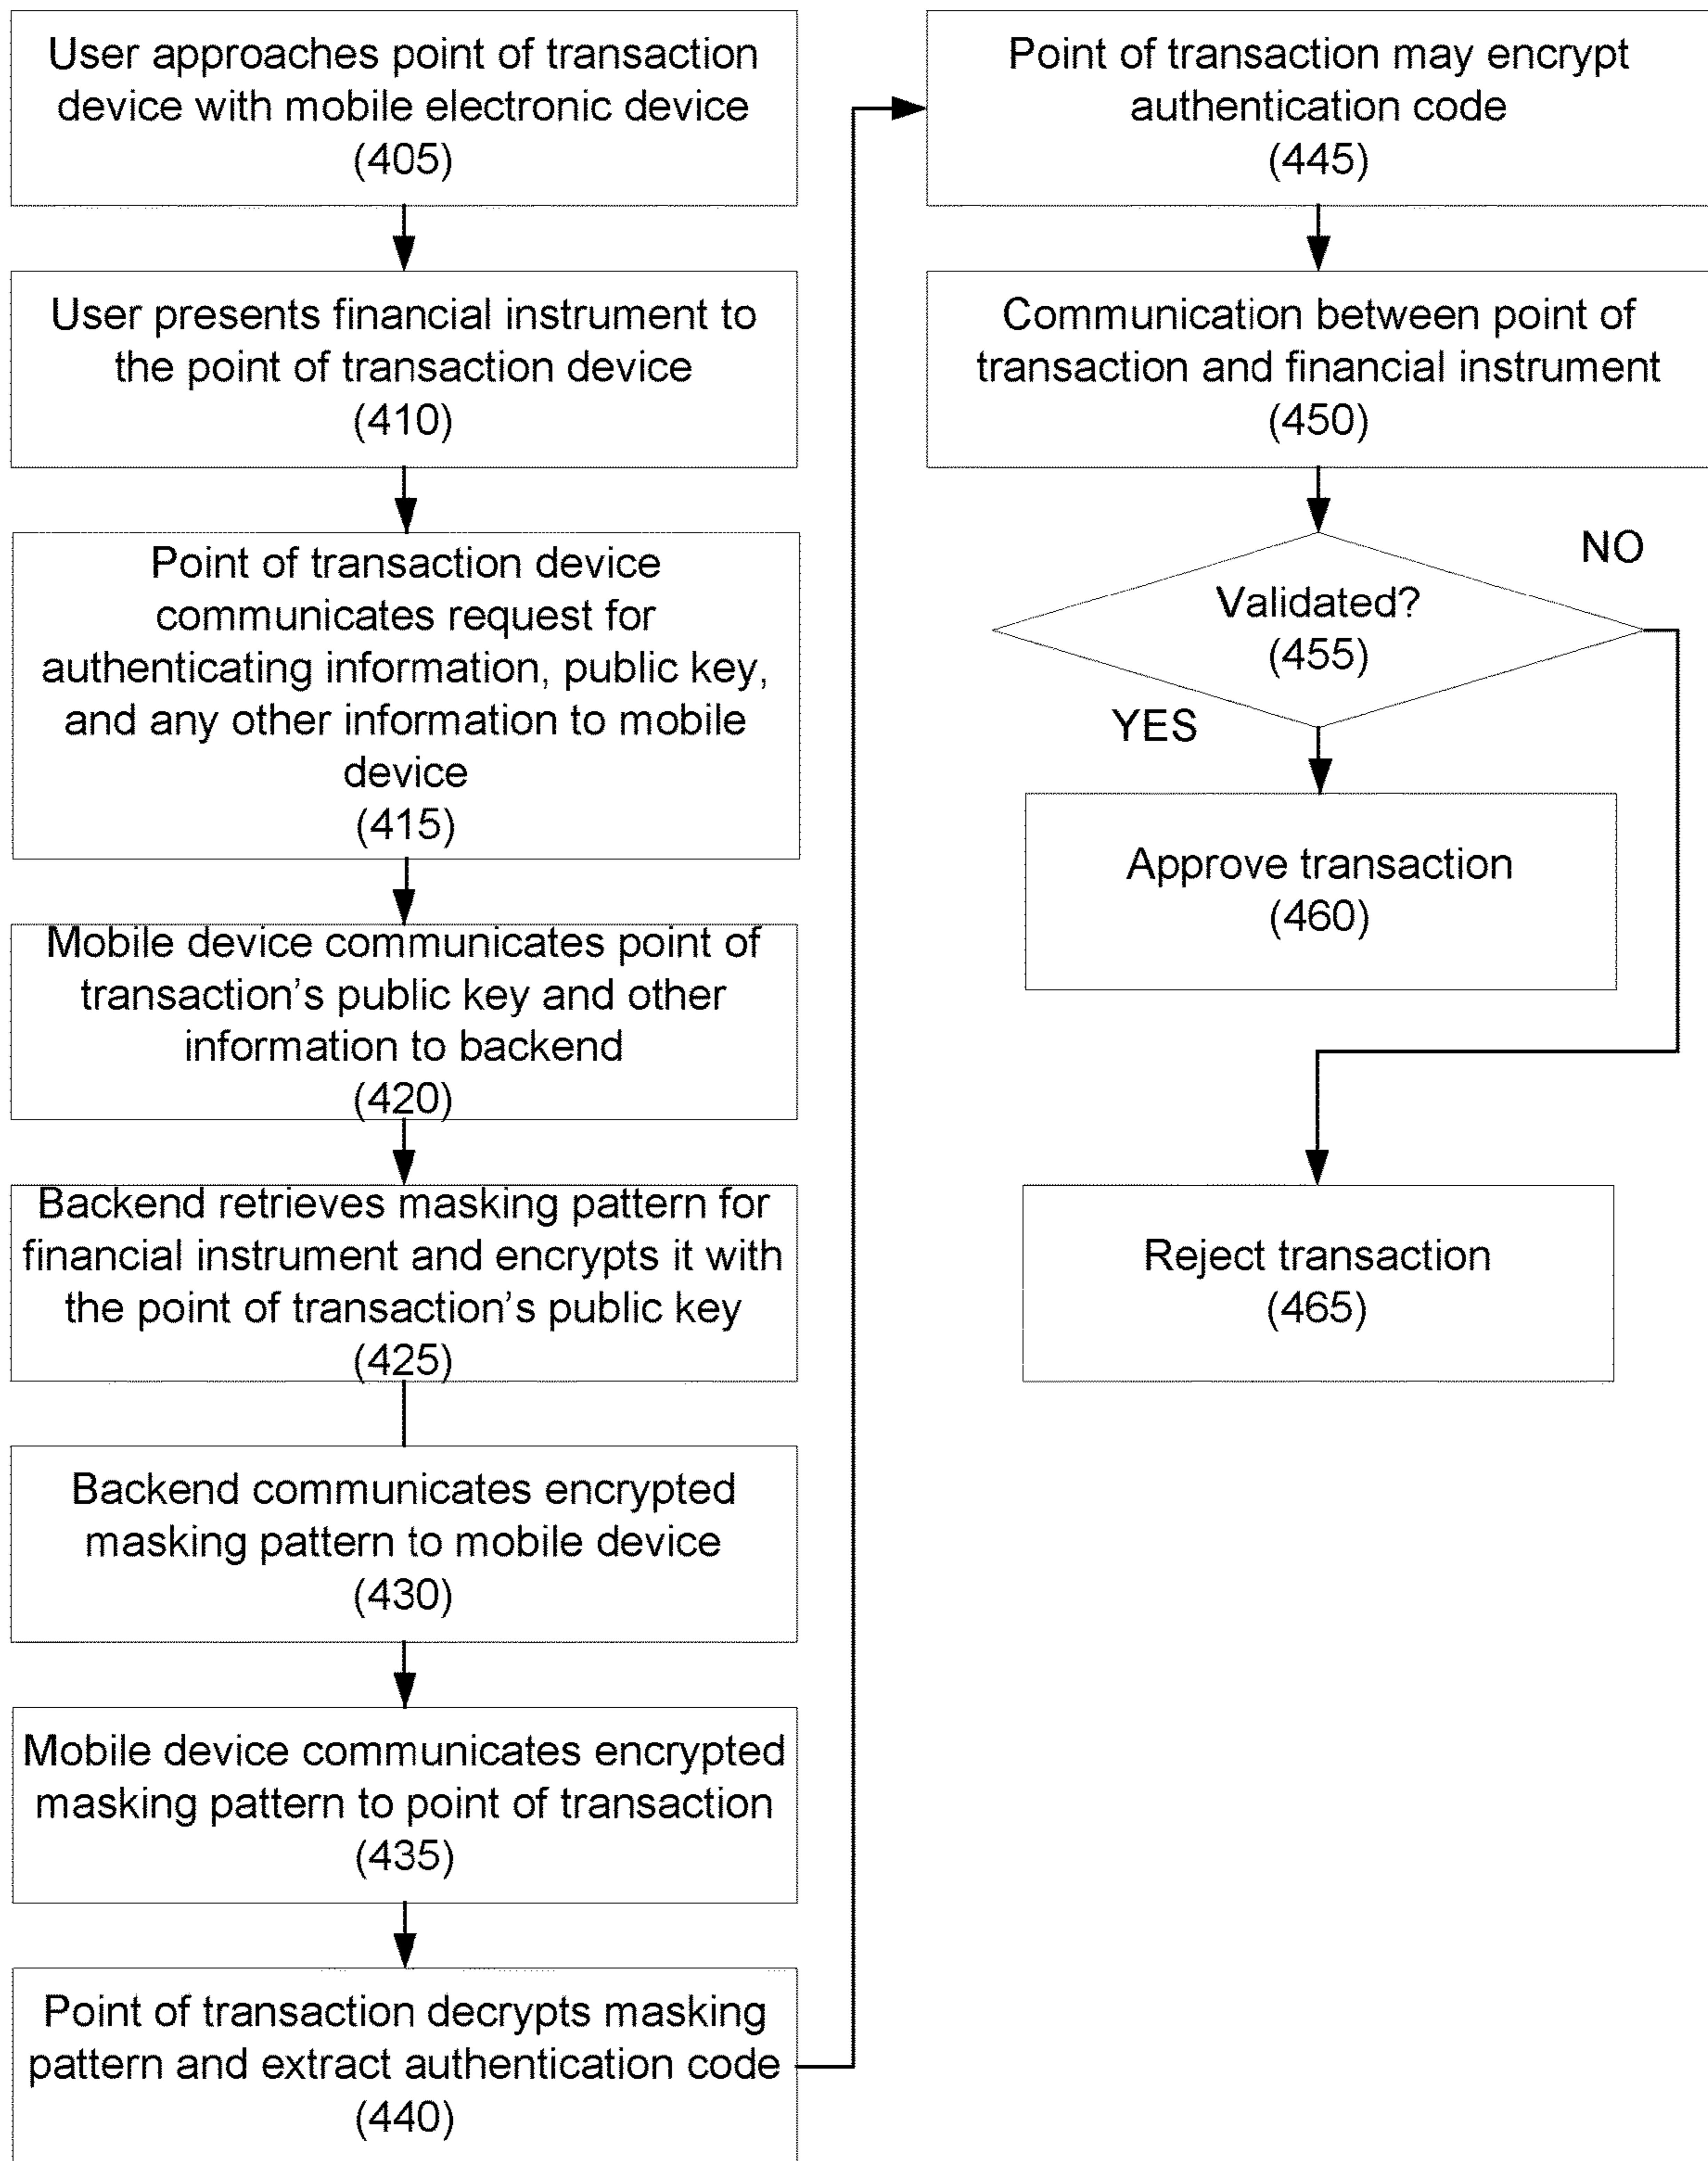 User approaches point of transaction
device with mobile electronic device
(405)
User presents financial instrument to
the point of transaction device
(410)
Point of transaction device
communicates request for
authenticating information, public key,
and any other information to mobile
device
(415)
Mobile device communicates point of
transaction's public key and other
information to backend
(420)
Backend retrieves masking pattern for
financial instrument and encrypts it with
the point of transaction's public key
(425)
Backend communicates encrypted
masking pattern to mobile device
(430)
Mobile device communicates encrypted
masking pattern to point of transaction
(435)
Point of transaction decrypts masking
pattern and extract authentication code
(440)
Point of transaction may encrypt
authentication code
(445)
Communication between point of
transaction and financial instrument
(450)
NO
Validated?
(455)
YES
Approve transaction
(460)
Reject transaction
(465)